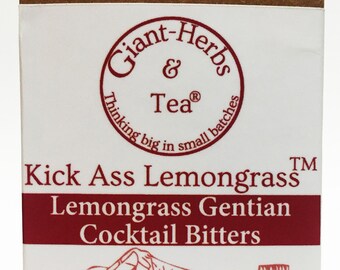 Giant-Herbs
&
Tea®
Thinking big in small batches
Kick Ass Lemongrass™
Lemongrass Gentian
Cocktail Bitters